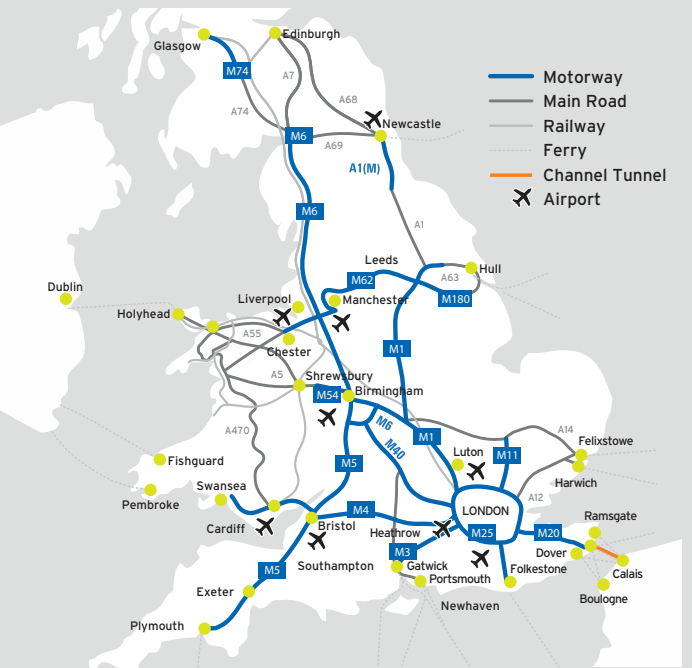 Edinburgh
Glasgow
M74
A7
A74
A68
Newcastle
M6
A69
A1(M)
Motorway
Main Road
Railway
Ferry
Channel Tunnel
Airport
M6
A1
Leeds
Hull
M62
A63
M180
Dublin
Liverpool
Manchester
Holyhead
A55
Chester
M1
A5
Shrewsbury
M54
Birmingham
A470
M6
M40
M1
A14
Felixstowe
Luton
M11
Harwich
Fishguard
M5
Swansea
Pembroke
A12
LONDON
M4
Ramsgate
Cardiff
Bristol
Heathrow
M25
M20
M3
Dover
Southampton
Gatwick
Folkestone
Calais
M5
Portsmouth
Exeter
Newhaven
Boulogne
Plymouth